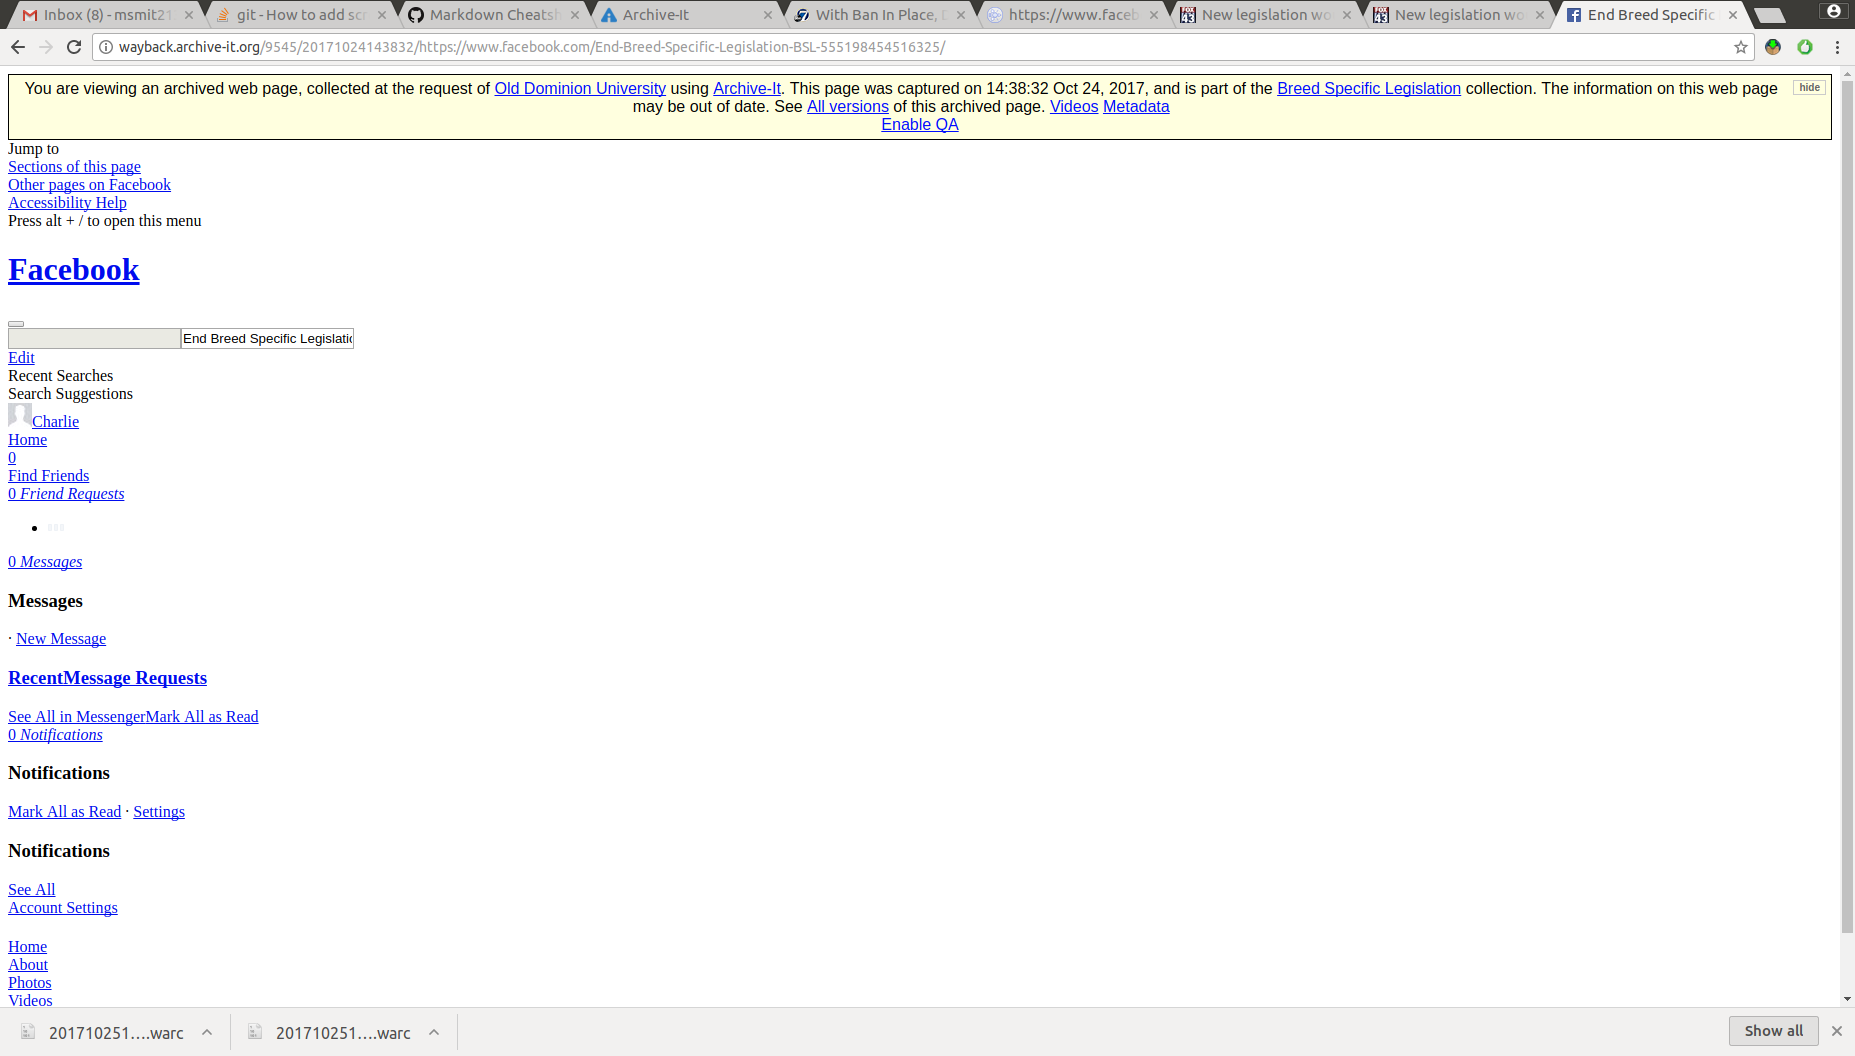 Inbox (8) - msmit21
git - How to add scr
Markdown Cheatsh
Archive-It
With Ban In Place, D
https://www.faceb
New legislation wo
New legislation wo
End Breed Specific
wayback.archive-it.org/9545/20171024143832/https://www.facebook.com/End-Breed-Specific-Legislation-BSL-555198454516325/
You are viewing an archived web page, collected at the request of Old Dominion University using Archive-It. This page was captured on 14:38:32 Oct 24, 2017, and is part of the Breed Specific Legislation collection. The information on this web page
hide
may be out of date. See All versions of this archived page. Videos Metadata
Enable QA
Jump to
Sections of this page
Other pages on Facebook
Accessibility Help
Press alt + / to open this menu
Facebook
End Breed Specific Legislatio
Edit
Recent Searches
Search Suggestions
Charlie
Home
0
Find Friends
0 Friend Requests
0 Messages
Messages
· New Message
RecentMessage Requests
See All in MessengerMark All as Read
0 Notifications
Notifications
Mark All as Read · Settings
Notifications
See All
Account Settings
Home
About
Photos
Videos
201710251….warc
201710251….warc
Show all